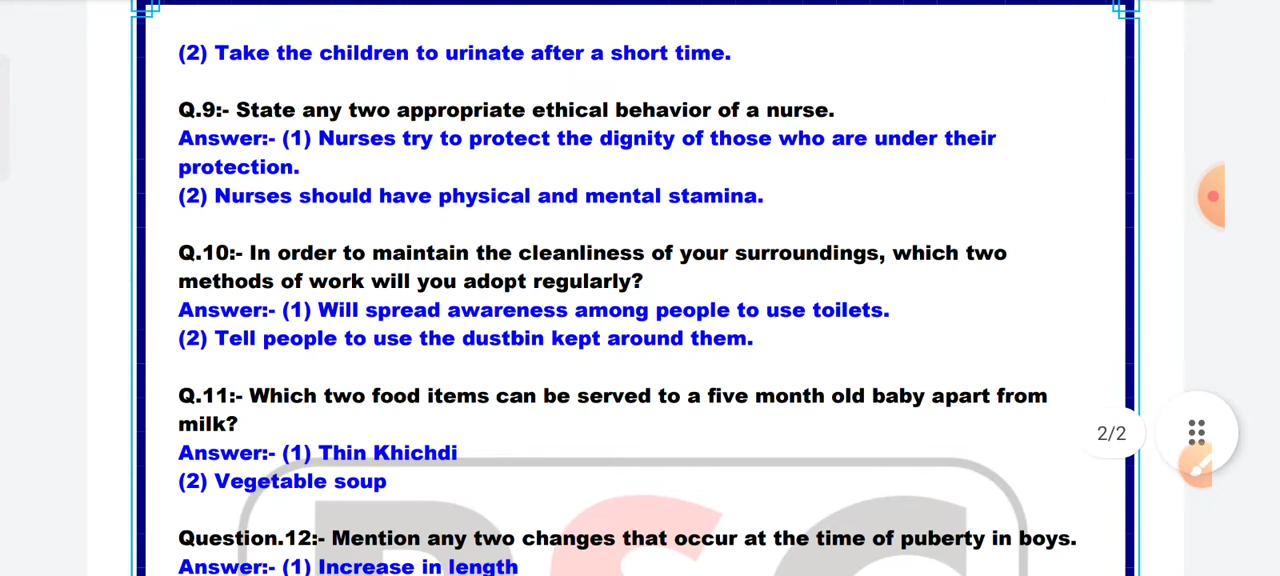 (2) Take the children to urinate after a short time.
Q.9:- State any two appropriate ethical behavior of a nurse.
Answer:- (1) Nurses try to protect the dignity of those who are under their
protection.
(2) Nurses should have physical and mental stamina.
Q.10:- In order to maintain the cleanliness of your surroundings, which two
methods of work will you adopt regularly?
Answer:- (1) Will spread awareness among people to use toilets.
(2) Tell people to use the dustbin kept around them.
Q.11:- Which two food items can be served to a five month old baby apart from
milk?
Answer:- (1) Thin Khichdi
(2) Vegetable soup
2/2
Question.12:- Mention any two changes that occur at the time of puberty in boys.
Answer:- (1) Increase in length